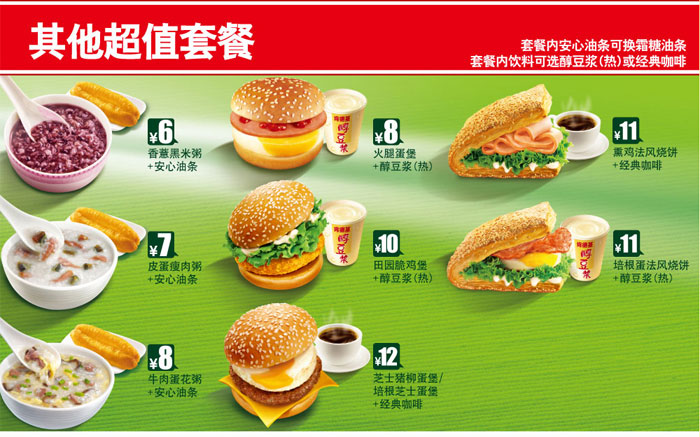 其他超值套餐
套餐内安心油条可换霜糖油条
套餐内饮料可选醇豆浆(热)或经典咖啡
¥6
香薏黑米粥
+安心油条
¥8
火腿蛋堡
+醇豆浆(热)
¥11
熏鸡法风烧饼
+经典咖啡
¥7
皮蛋瘦肉粥
+安心油条
¥10
田园脆鸡堡
+醇豆浆(热)
¥11
培根蛋法风烧饼
+醇豆浆(热)
¥8
牛肉蛋花粥
+安心油条
¥12
芝士猪柳蛋堡/
培根芝士蛋堡
+经典咖啡